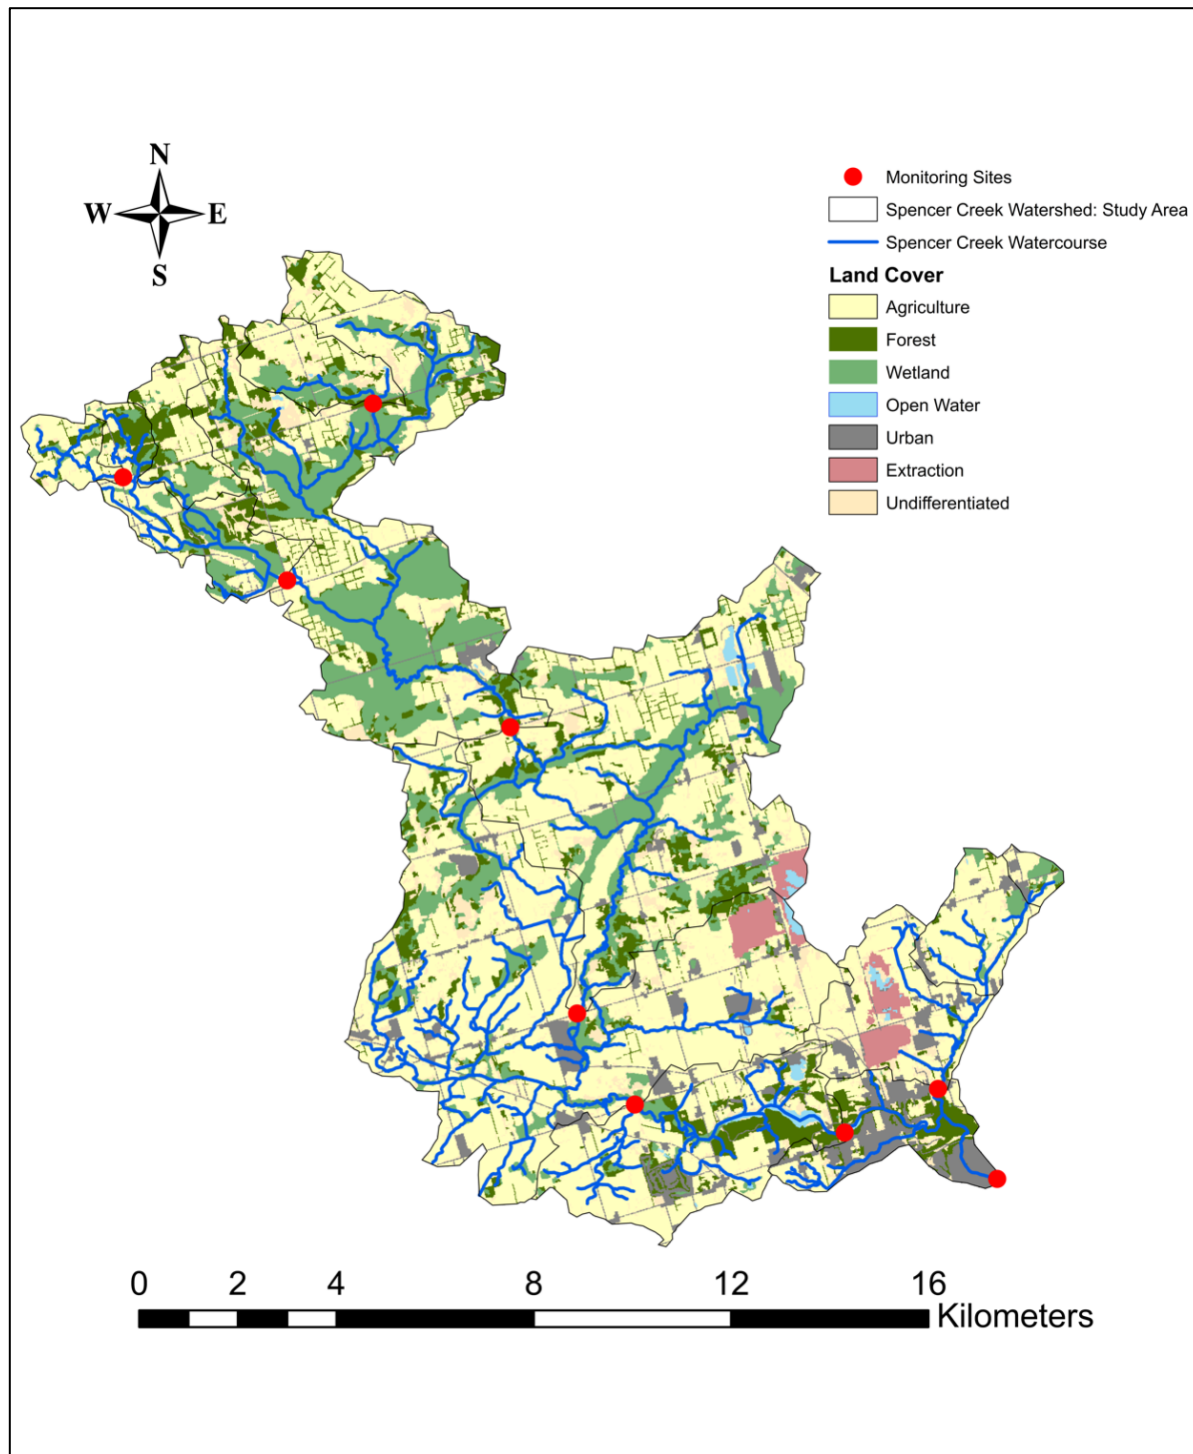 N
W E
S
Monitoring Sites
Spencer Creek Watershed: Study Area
Spencer Creek Watercourse
Land Cover
Agriculture
Forest
Wetland
Open Water
Urban
Extraction
Undifferentiated
0 2 4 8 12 16
Kilometers